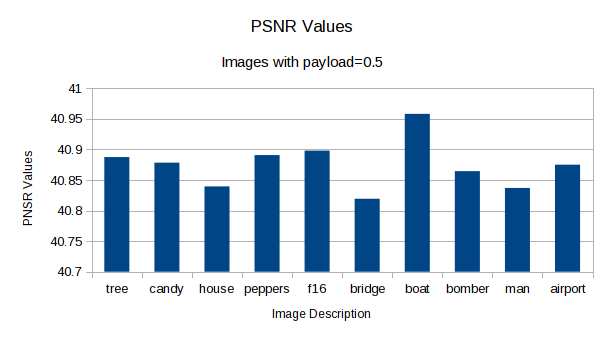 PSNR Values
Images with payload=0.5
41
40.95
40.9
40.85
40.8
40.75
40.7
PNSR Values
tree candy house peppers f16 bridge boat bomber man airport
Image Description